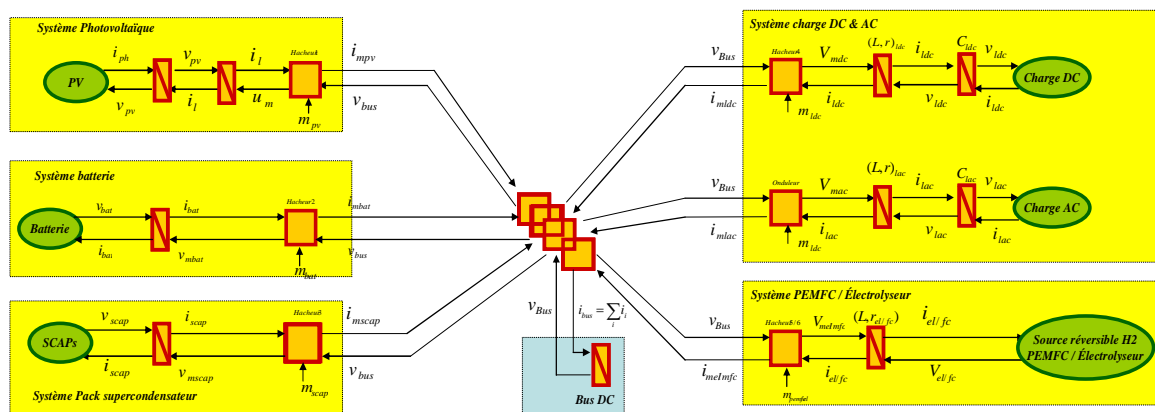 Système Photovoltaïque
i_ph
v_pv
i_l
Hacheur1
i_mpv
PV
v_pv
i_l
u_m
m_pv
v_bus
Système batterie
v_bat
i_bat
Hacheur2
i_mbat
Batterie
i_bat
v_mbat
m_bat
v_bus
SCAPs
v_scap
i_scap
Hacheur3
i_mscap
i_scap
v_mscap
m_scap
v_bus
Système Pack supercondensateur
v_Bus
i_bus = ∑_i i_i
Bus DC
Système charge DC & AC
v_Bus
Hacheur4
V_mdc
(L,r)_ldc
i_ldc
C_ldc
v_ldc
Charge DC
i_mldc
m_ldc
i_ldc
v_ldc
i_ldc
v_Bus
Onduleur
V_mac
(L,r)_lac
i_lac
C_lac
v_lac
Charge AC
i_mlac
m_ldc
i_lac
v_lac
i_lac
Système PEMFC / Électrolyseur
v_Bus
Hacheur5/6
V_melmfc
(L,r_el/fc)
i_el/fc
Source réversible H2
PEMFC / Électrolyseur
i_melmfc
i_el/fc
V_el/fc